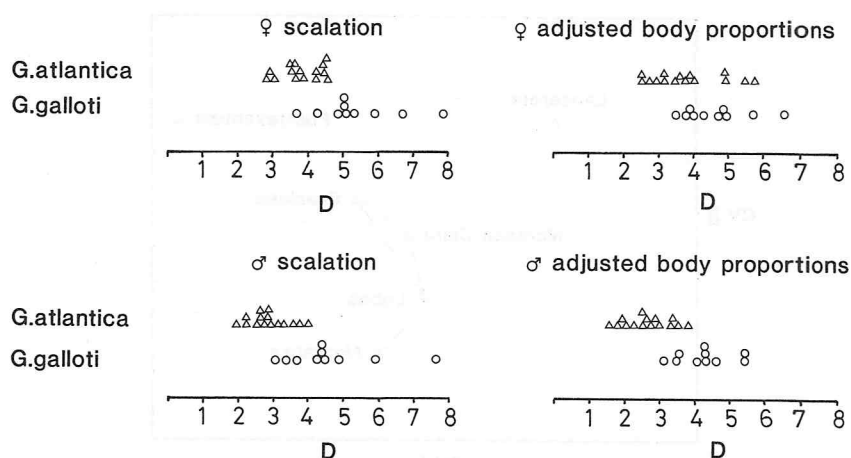 ♀ scalation
♀ adjusted body proportions
G.atlantica
G.galloti
1 2 3 4 5 6 7 8
D
1 2 3 4 5 6 7 8
D
♂ scalation
♂ adjusted body proportions
G.atlantica
G.galloti
1 2 3 4 5 6 7 8
D
1 2 3 4 5 6 7 8
D